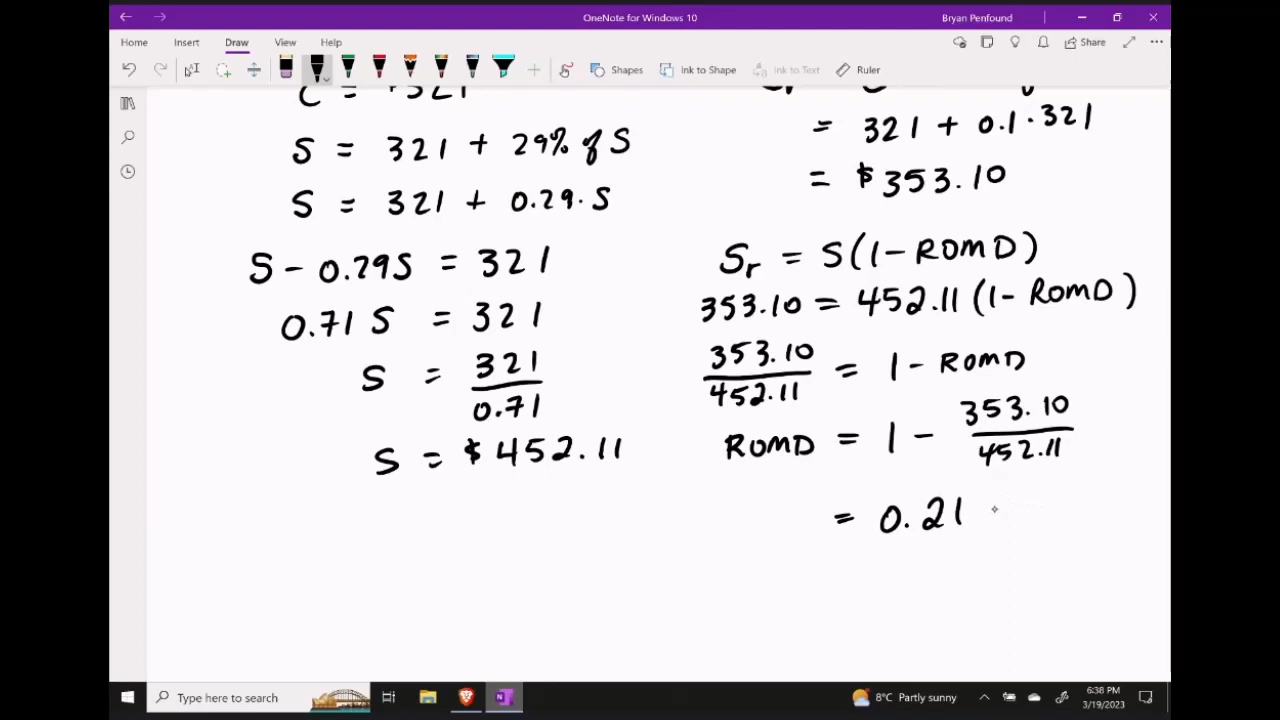 OneNote for Windows 10
Bryan Penfound
Home Insert Draw View Help
Share
Shapes
Ink to Shape
Ink to Text
Ruler
C = $321
S = 321 + 29% of S
S = 321 + 0.29·S
S - 0.29S = 321
0.71 S = 321
S = 321/0.71
S = $452.11
= 321 + 0.1·321
= $353.10
Sr = S(1-ROMD)
353.10 = 452.11 (1- ROMD)
353.10/452.11 = 1 - ROMD
ROMD = 1 - 353.10/452.11
= 0.21
Type here to search
8°C Partly sunny
6:38 PM
3/19/2023